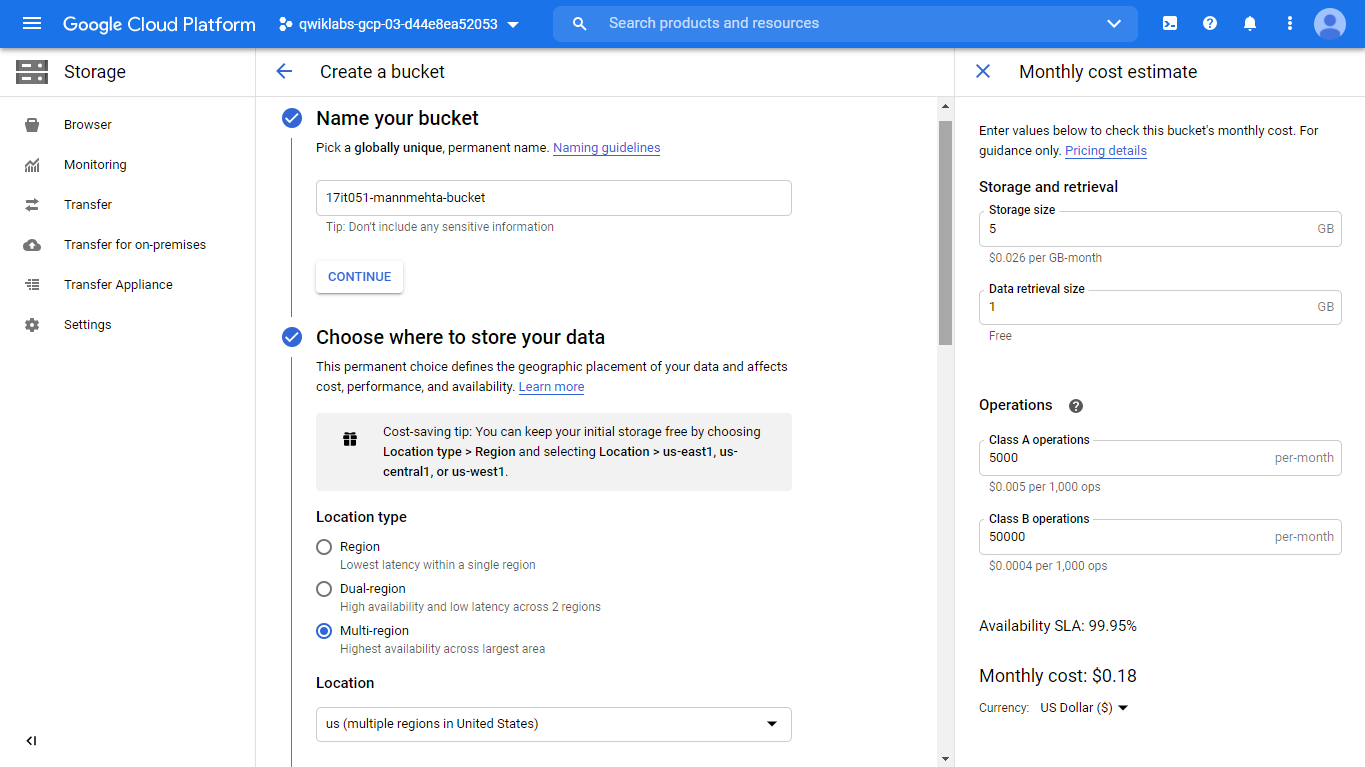 Google Cloud Platform
qwiklabs-gcp-03-d44e8ea52053
Search products and resources
Storage
Browser
Monitoring
Transfer
Transfer for on-premises
Transfer Appliance
Settings
Create a bucket
Name your bucket
Pick a globally unique, permanent name. Naming guidelines
17it051-mannmehta-bucket
Tip: Don't include any sensitive information
CONTINUE
Choose where to store your data
This permanent choice defines the geographic placement of your data and affects
cost, performance, and availability. Learn more
Cost-saving tip: You can keep your initial storage free by choosing
Location type > Region and selecting Location > us-east1, us-
central1, or us-west1.
Location type
Region
Lowest latency within a single region
Dual-region
High availability and low latency across 2 regions
Multi-region
Highest availability across largest area
Location
us (multiple regions in United States)
Monthly cost estimate
Enter values below to check this bucket's monthly cost. For
guidance only. Pricing details
Storage and retrieval
Storage size
5 GB
$0.026 per GB-month
Data retrieval size
1 GB
Free
Operations
Class A operations
5000 per-month
$0.005 per 1,000 ops
Class B operations
50000 per-month
$0.0004 per 1,000 ops
Availability SLA: 99.95%
Monthly cost: $0.18
Currency: US Dollar ($)